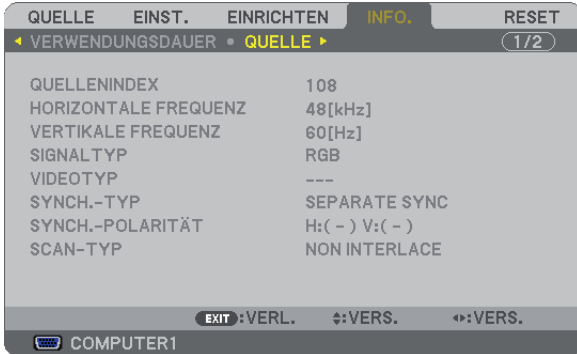 QUELLE EINST. EINRICHTEN INFO. RESET
VERWENDUNGSDAUER • QUELLE 1/2
QUELLENINDEX 108
HORIZONTALE FREQUENZ 48[kHz]
VERTIKALE FREQUENZ 60[Hz]
SIGNALTYP RGB
VIDEOTYP ---
SYNCH.-TYP SEPARATE SYNC
SYNCH.-POLARITÄT H:( - ) V:( - )
SCAN-TYP NON INTERLACE
EXIT :VERL. :VERS. :VERS.
COMPUTER1